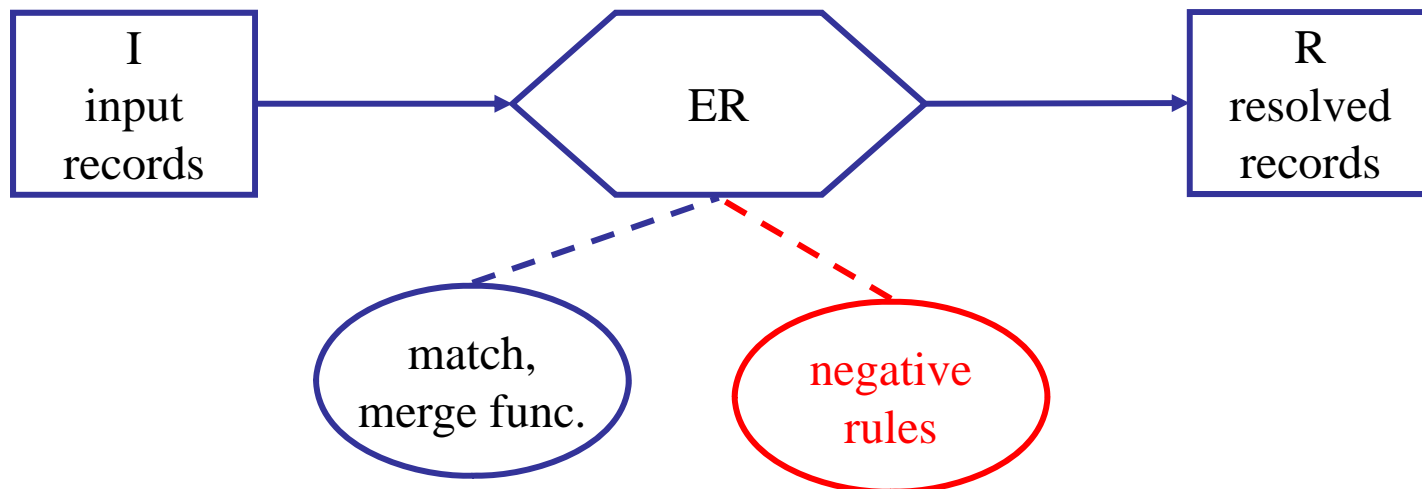 I
input
records
ER
R
resolved
records
match,
merge func.
negative
rules